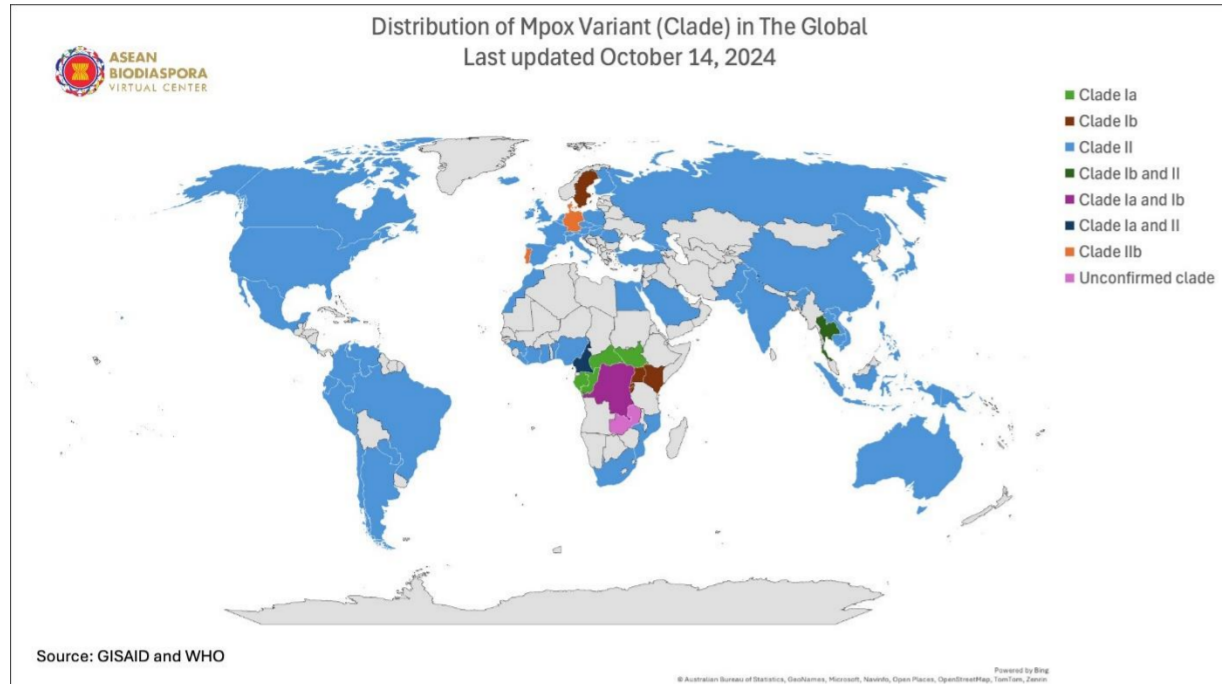 Distribution of Mpox Variant (Clade) in The Global
Last updated October 14, 2024
ASEAN
BIODIASPORA
VIRTUAL CENTER
Clade Ia
Clade Ib
Clade II
Clade Ib and II
Clade Ia and Ib
Clade Ia and II
Clade IIb
Unconfirmed clade
Source: GISAID and WHO
Powered by Bing
© Australian Bureau of Statistics, GeoNames, Microsoft, Navinfo, Open Places, OpenStreetMap, TomTom, Zenrin